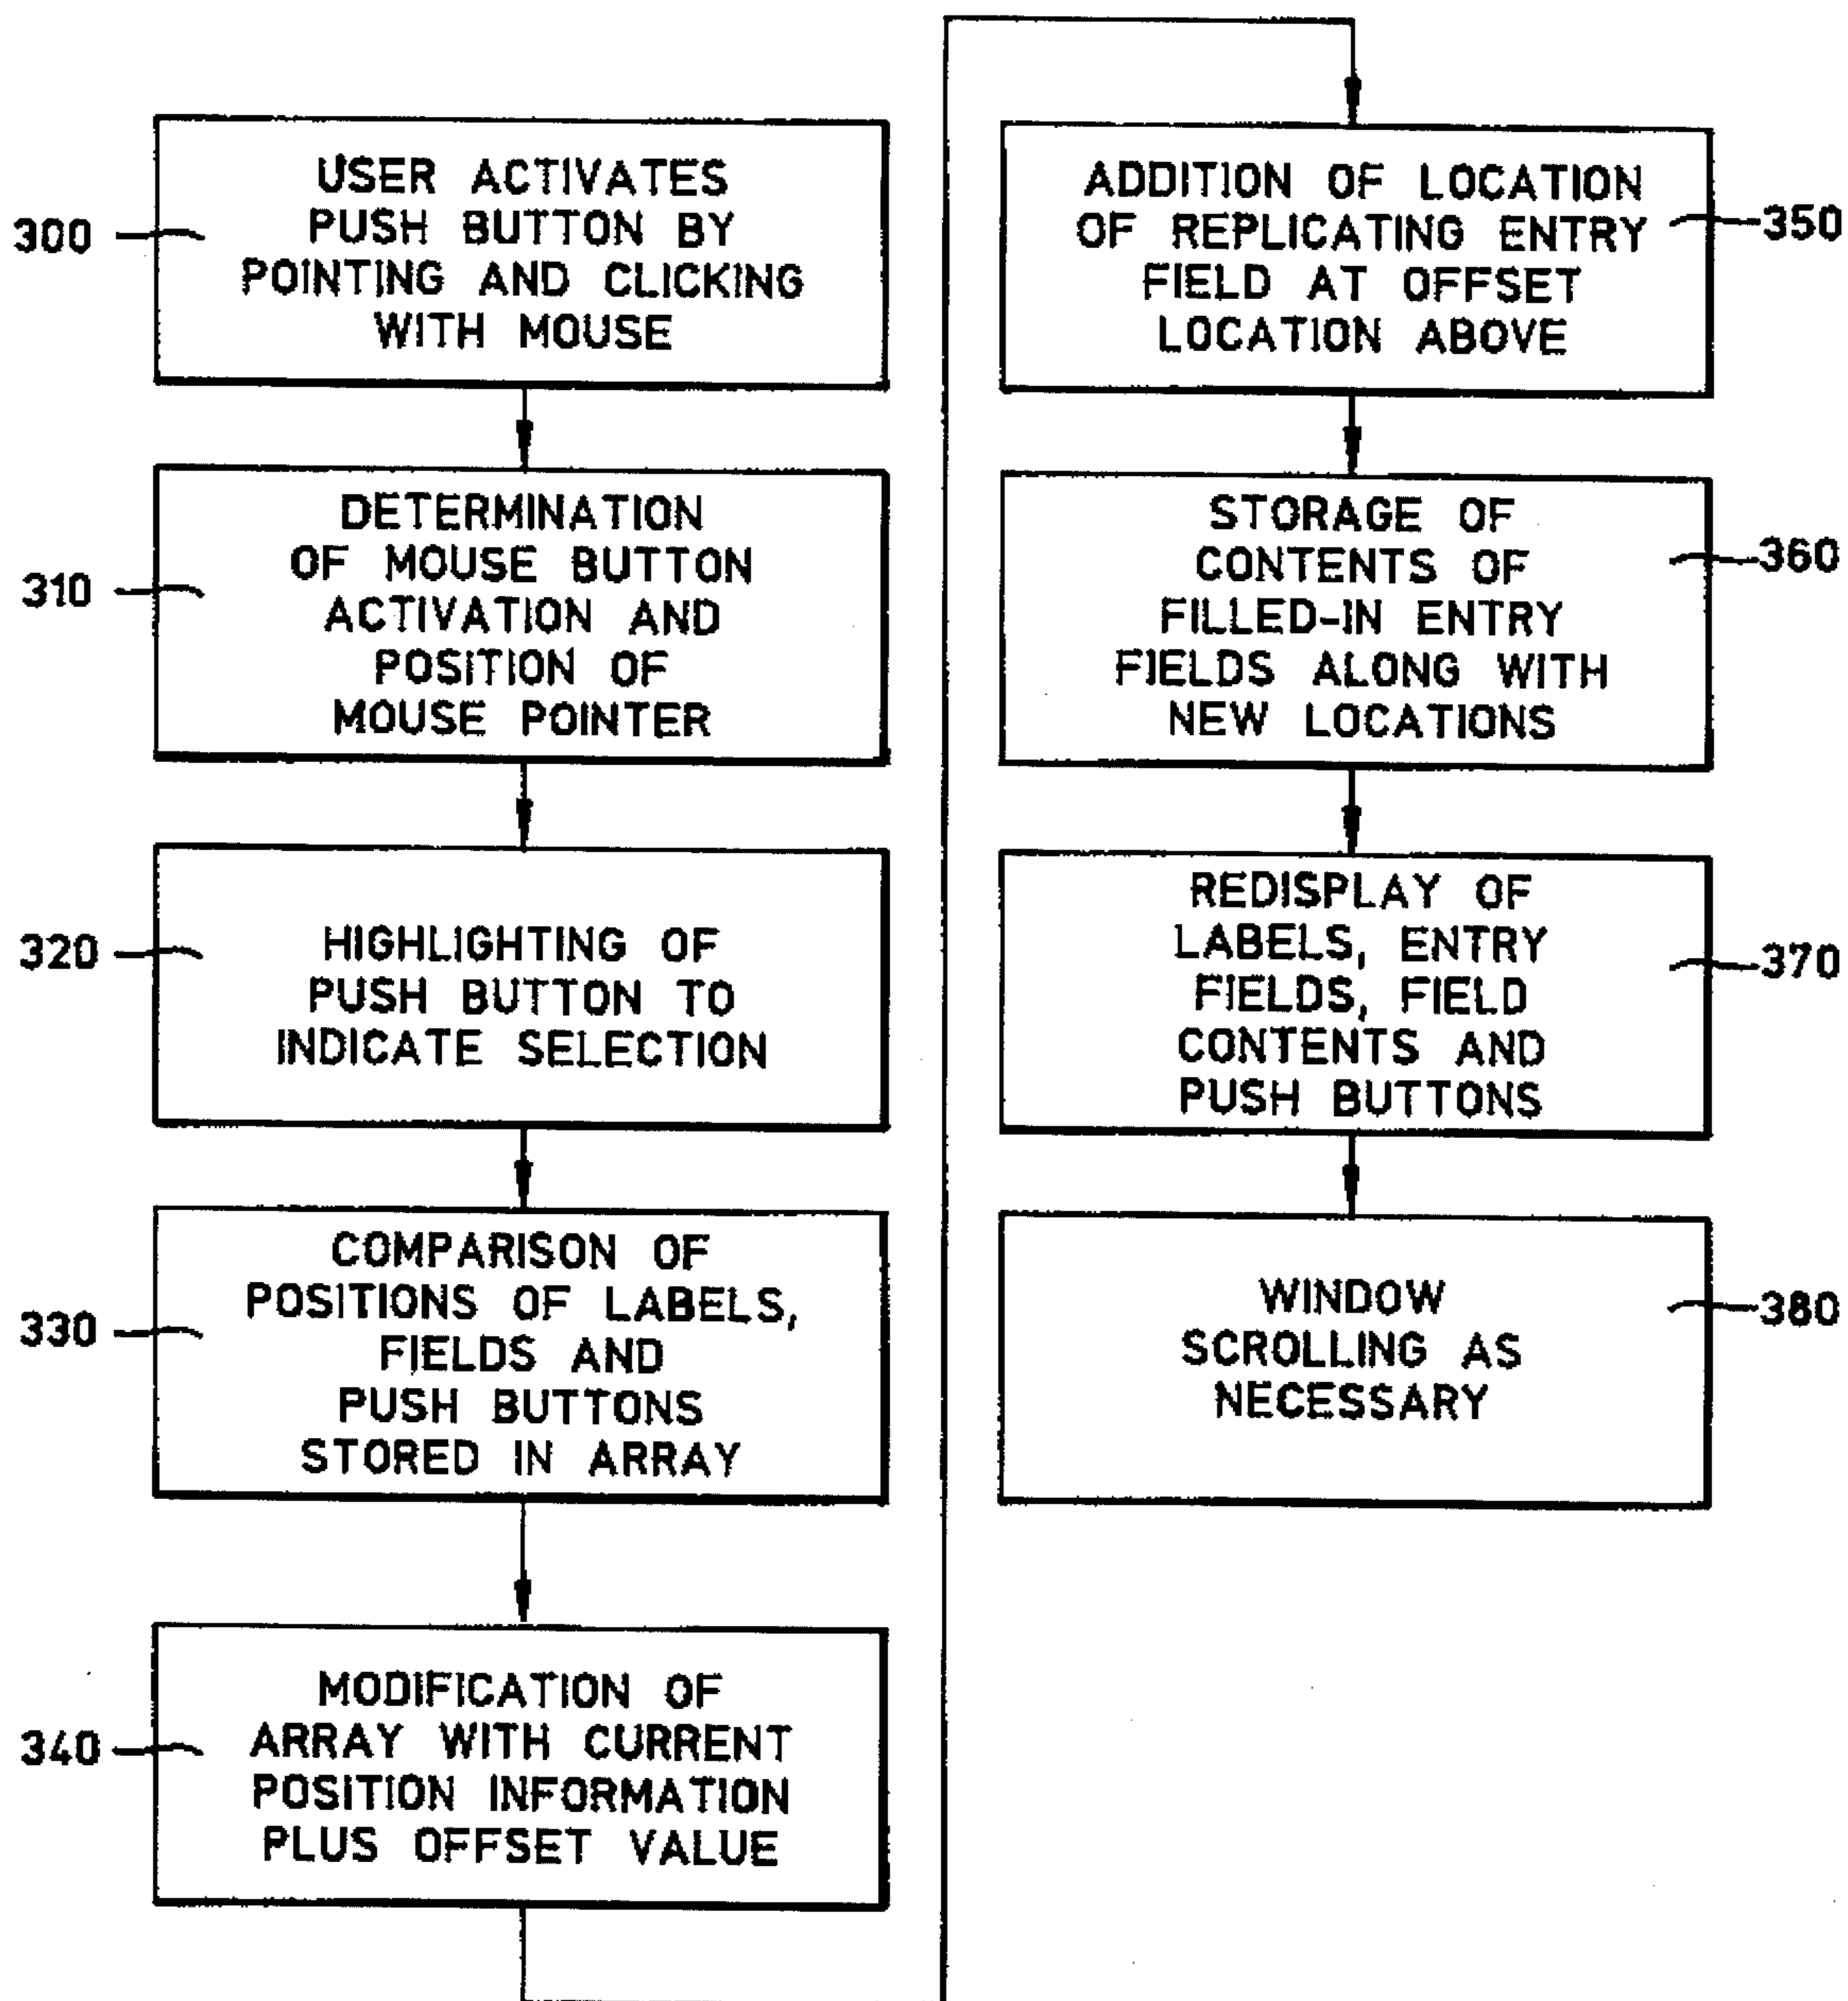 300
USER ACTIVATES
PUSH BUTTON BY
POINTING AND CLICKING
WITH MOUSE
310
DETERMINATION
OF MOUSE BUTTON
ACTIVATION AND
POSITION OF
MOUSE POINTER
320
HIGHLIGHTING OF
PUSH BUTTON TO
INDICATE SELECTION
330
COMPARISON OF
POSITIONS OF LABELS,
FIELDS AND
PUSH BUTTONS
STORED IN ARRAY
340
MODIFICATION OF
ARRAY WITH CURRENT
POSITION INFORMATION
PLUS OFFSET VALUE
ADDITION OF LOCATION
OF REPLICATING ENTRY
FIELD AT OFFSET
LOCATION ABOVE
350
STORAGE OF
CONTENTS OF
FILLED-IN ENTRY
FIELDS ALONG WITH
NEW LOCATIONS
360
REDISPLAY OF
LABELS, ENTRY
FIELDS, FIELD
CONTENTS AND
PUSH BUTTONS
370
WINDOW
SCROLLING AS
NECESSARY
380